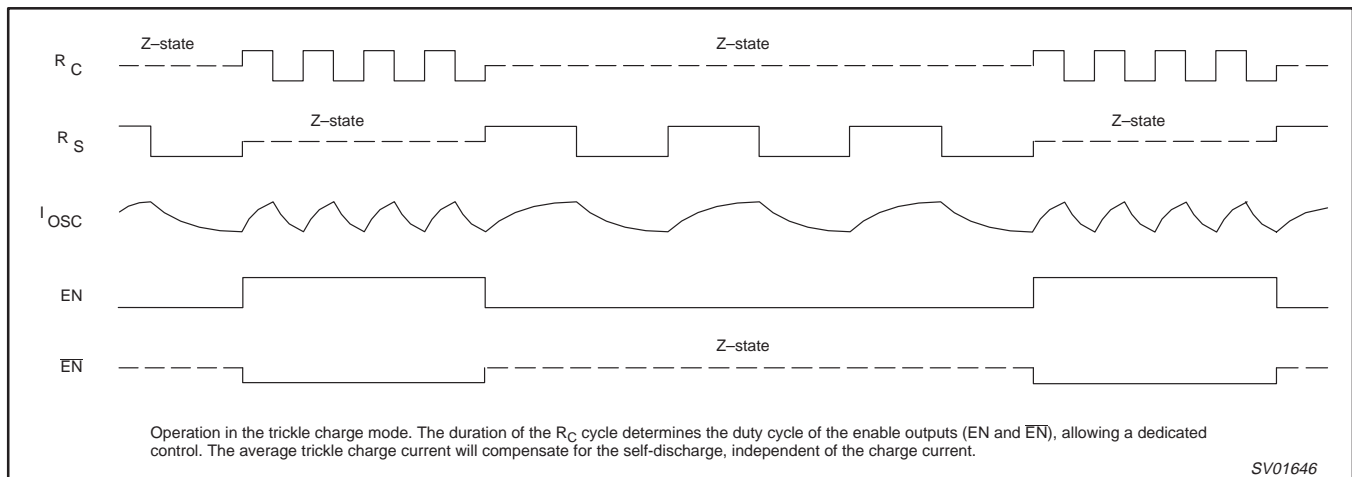 Z–state Z–state
R C
Z–state Z–state
R S
I OSC
EN
Z–state
E̅N̅
Operation in the trickle charge mode. The duration of the RC cycle determines the duty cycle of the enable outputs (EN and E̅N̅), allowing a dedicated
control. The average trickle charge current will compensate for the self-discharge, independent of the charge current.
SV01646